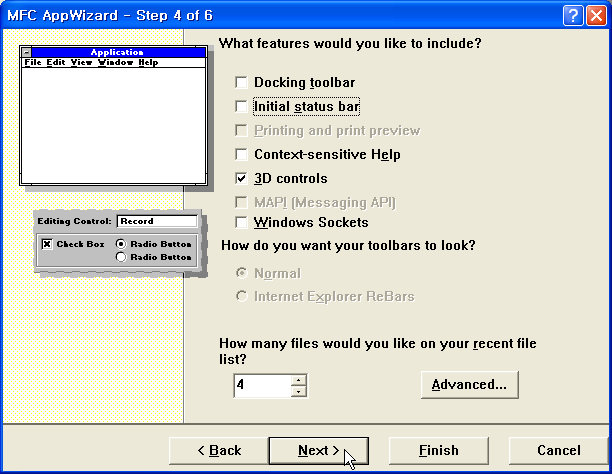 MFC AppWizard - Step 4 of 6
Application
File Edit View Window Help
Editing Control: Record
Check Box
Radio Button
Radio Button
What features would you like to include?
Docking toolbar
Initial status bar
Printing and print preview
Context-sensitive Help
3D controls
MAPI (Messaging API)
Windows Sockets
How do you want your toolbars to look?
Normal
Internet Explorer ReBars
How many files would you like on your recent file
list?
4
Advanced...
< Back
Next >
Finish
Cancel